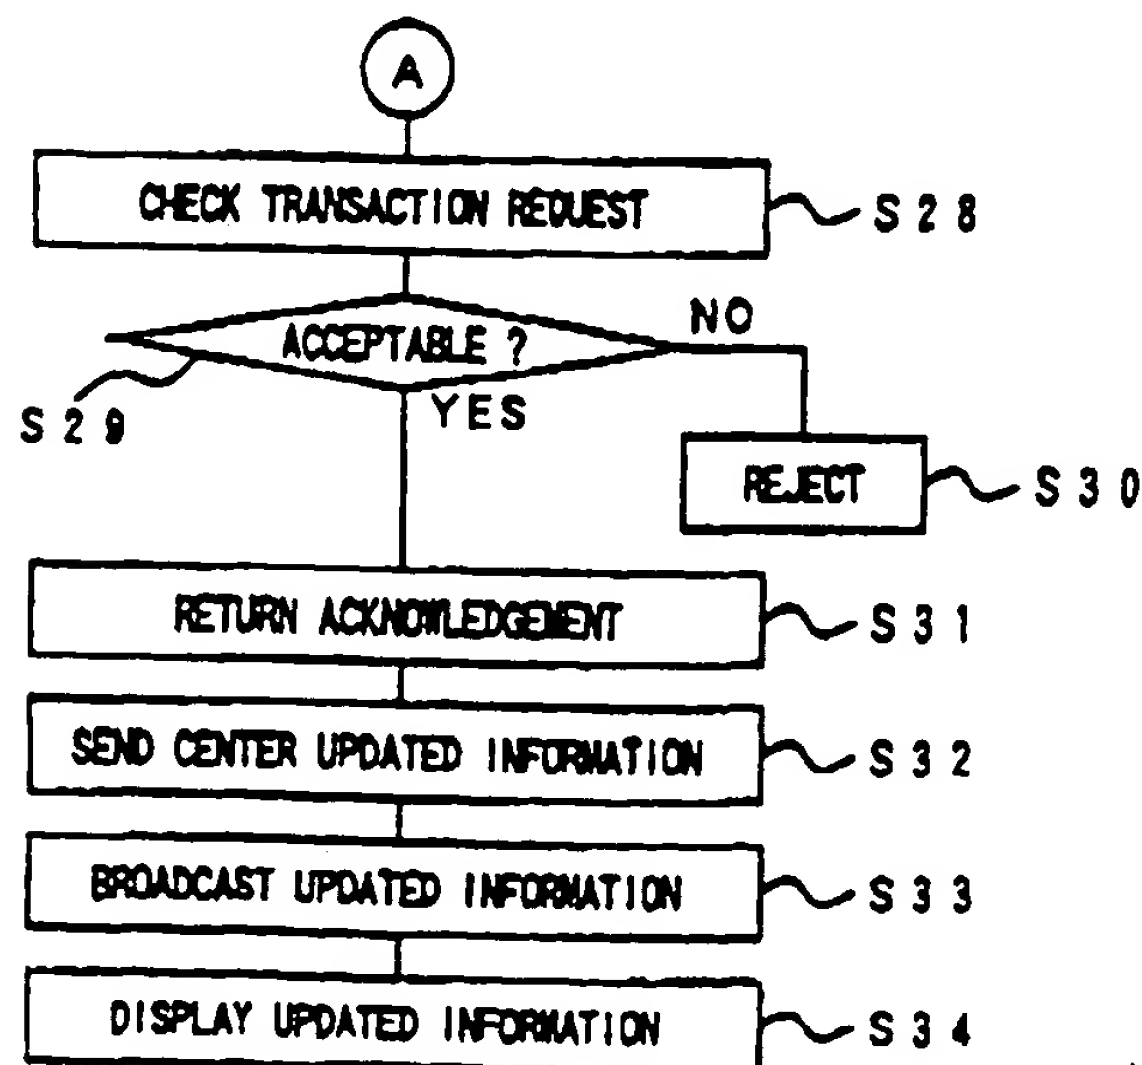 A
CHECK TRANSACTION REQUEST
S28
ACCEPTABLE ?
NO
S29
YES
REJECT
S30
RETURN ACKNOWLEDGEMENT
S31
SEND CENTER UPDATED INFORMATION
S32
BROADCAST UPDATED INFORMATION
S33
DISPLAY UPDATED INFORMATION
S34